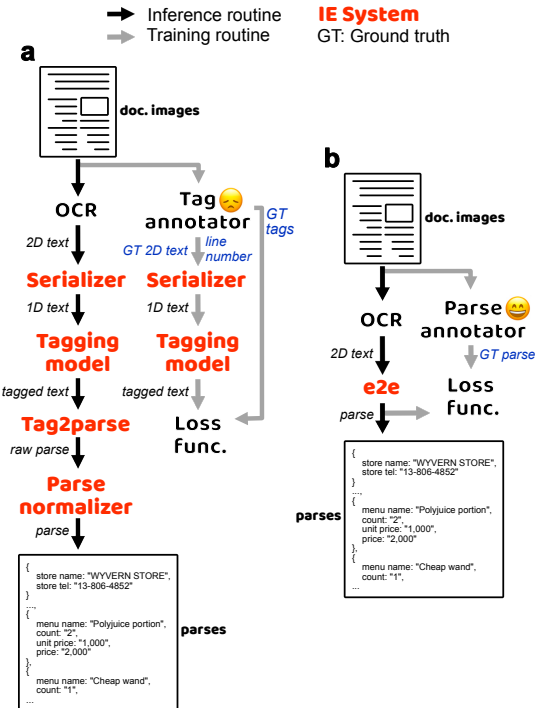 Inference routine IE System
Training routine GT: Ground truth
a
doc. images
OCR
Tag
annotator
GT
tags
2D text
GT 2D text
line
number
Serializer
Serializer
1D text
1D text
Tagging
model
Tagging
model
tagged text
tagged text
Tag2parse
Loss
func.
raw parse
Parse
normalizer
parse
{
store name: "WYVERN STORE",
store tel: "13-806-4852"
}
...,
{
menu name: "Polyjuice portion",
count: "2",
unit price: "1,000",
price: "2,000"
},
{
menu name: "Cheap wand",
count: "1",
...
parses
b
doc. images
OCR
Parse
annotator
2D text
GT parse
e2e
Loss
func.
parse
{
store name: "WYVERN STORE",
store tel: "13-806-4852"
}
...,
{
menu name: "Polyjuice portion",
count: "2",
unit price: "1,000",
price: "2,000"
},
{
menu name: "Cheap wand",
count: "1",
...
parses